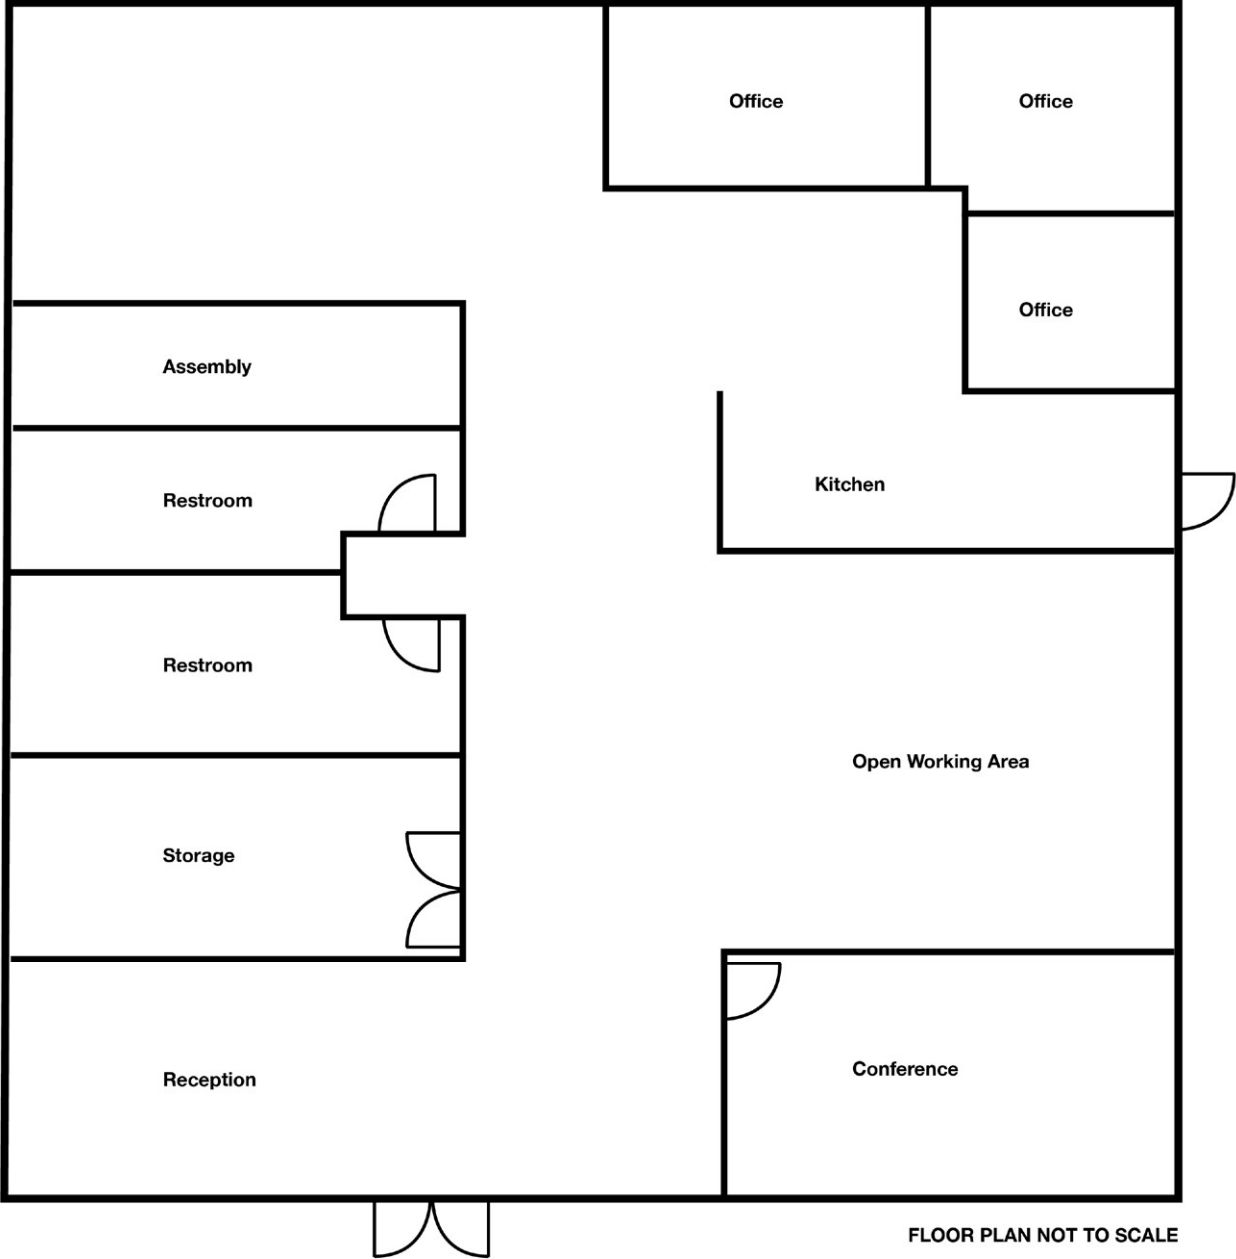 Office
Office
Office
Assembly
Kitchen
Restroom
Restroom
Open Working Area
Storage
Conference
Reception
FLOOR PLAN NOT TO SCALE